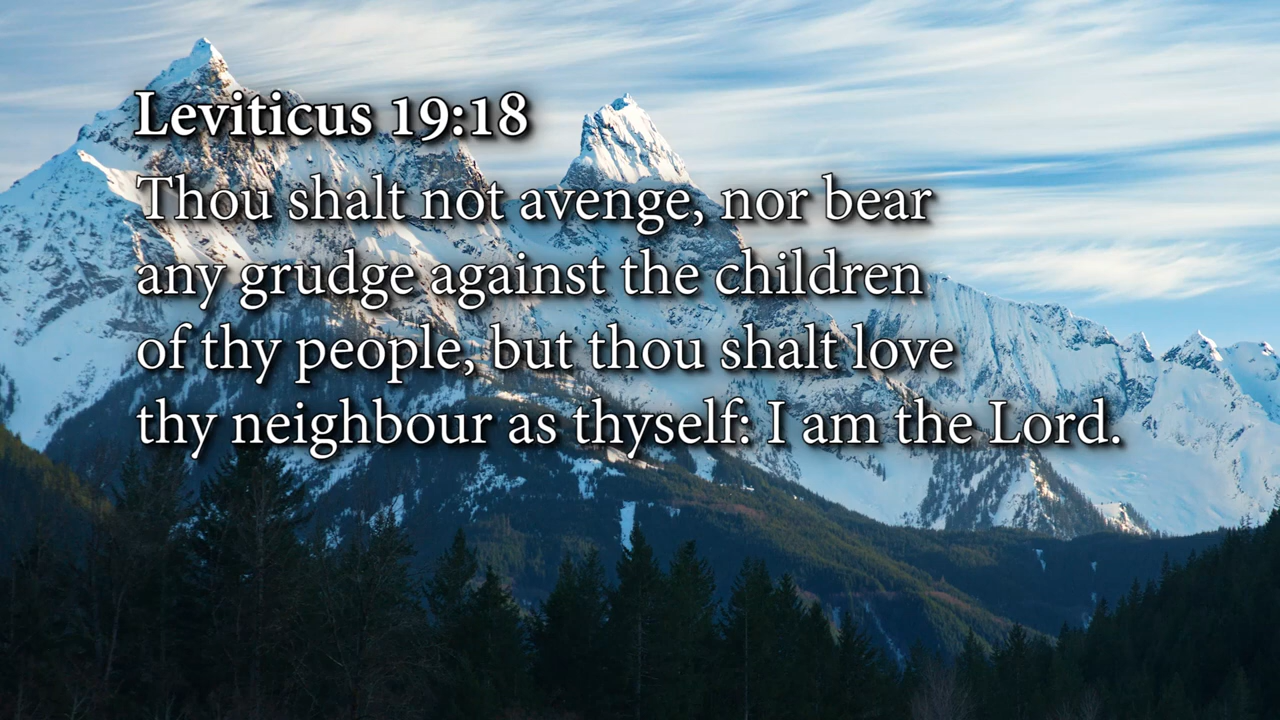 Leviticus 19:18
Thou shalt not avenge, nor bear
any grudge against the children
of thy people, but thou shalt love
thy neighbour as thyself: I am the Lord.